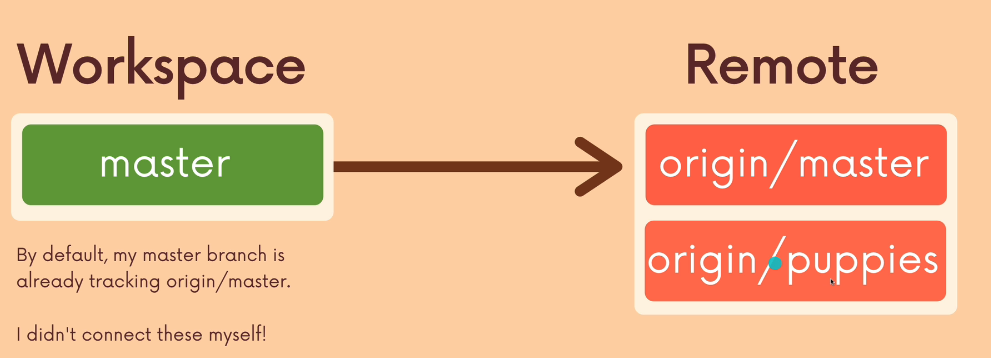 Workspace
Remote
master
origin/master
origin/puppies
By default, my master branch is
already tracking origin/master.
I didn't connect these myself!